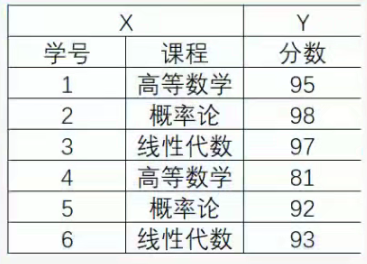 X Y
学号 课程 分数
1 高等数学 95
2 概率论 98
3 线性代数 97
4 高等数学 81
5 概率论 92
6 线性代数 93